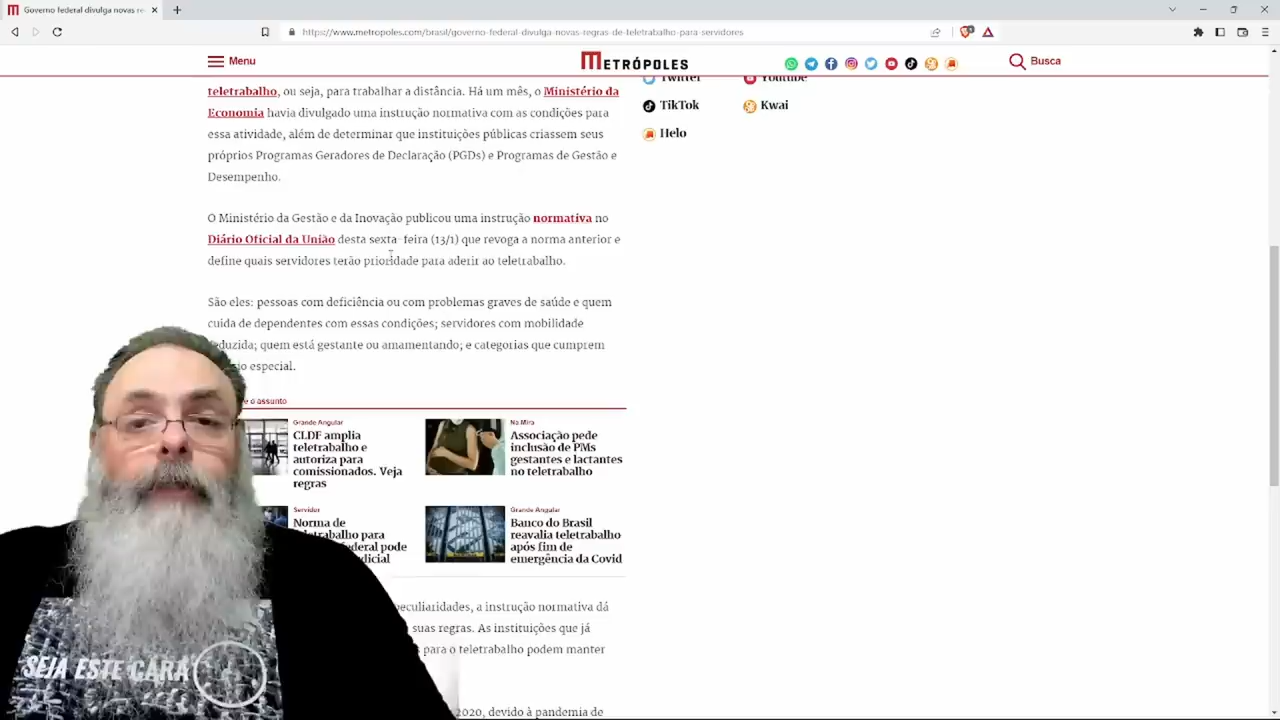 Governo federal divulga novas re
https://www.metropoles.com/brasil/governo-federal-divulga-novas-regras-de-teletrabalho-para-servidores
Menu
METRÓPOLES
Busca
teletrabalho, ou seja, para trabalhar a distância. Há um mês, o Ministério da
Economia havia divulgado uma instrução normativa com as condições para
essa atividade, além de determinar que instituições públicas criassem seus
próprios Programas Geradores de Declaração (PGDs) e Programas de Gestão e
Desempenho.
O Ministério da Gestão e da Inovação publicou uma instrução normativa no
Diário Oficial da União desta sexta-feira (13/1) que revoga a norma anterior e
define quais servidores terão prioridade para aderir ao teletrabalho.
São eles: pessoas com deficiência ou com problemas graves de saúde e quem
cuida de dependentes com essas condições; servidores com mobilidade
duzida; quem está gestante ou amamentando; e categorias que cumprem
io especial.
e o assunto
Grande Angular
CLDF amplia
teletrabalho e
autoriza para
comissionados. Veja
regras
Na Mira
Associação pede
inclusão de PMs
gestantes e lactantes
no teletrabalho
Servidor
Norma de
teletrabalho para
federal pode
dicial
Grande Angular
Banco do Brasil
reavalia teletrabalho
após fim de
emergência da Covid
peculiaridades, a instrução normativa dá
suas regras. As instituições que já
para o teletrabalho podem manter
2020, devido à pandemia de
Twitter
Youtube
TikTok
Kwai
Helo
SEJA ESTE CARA